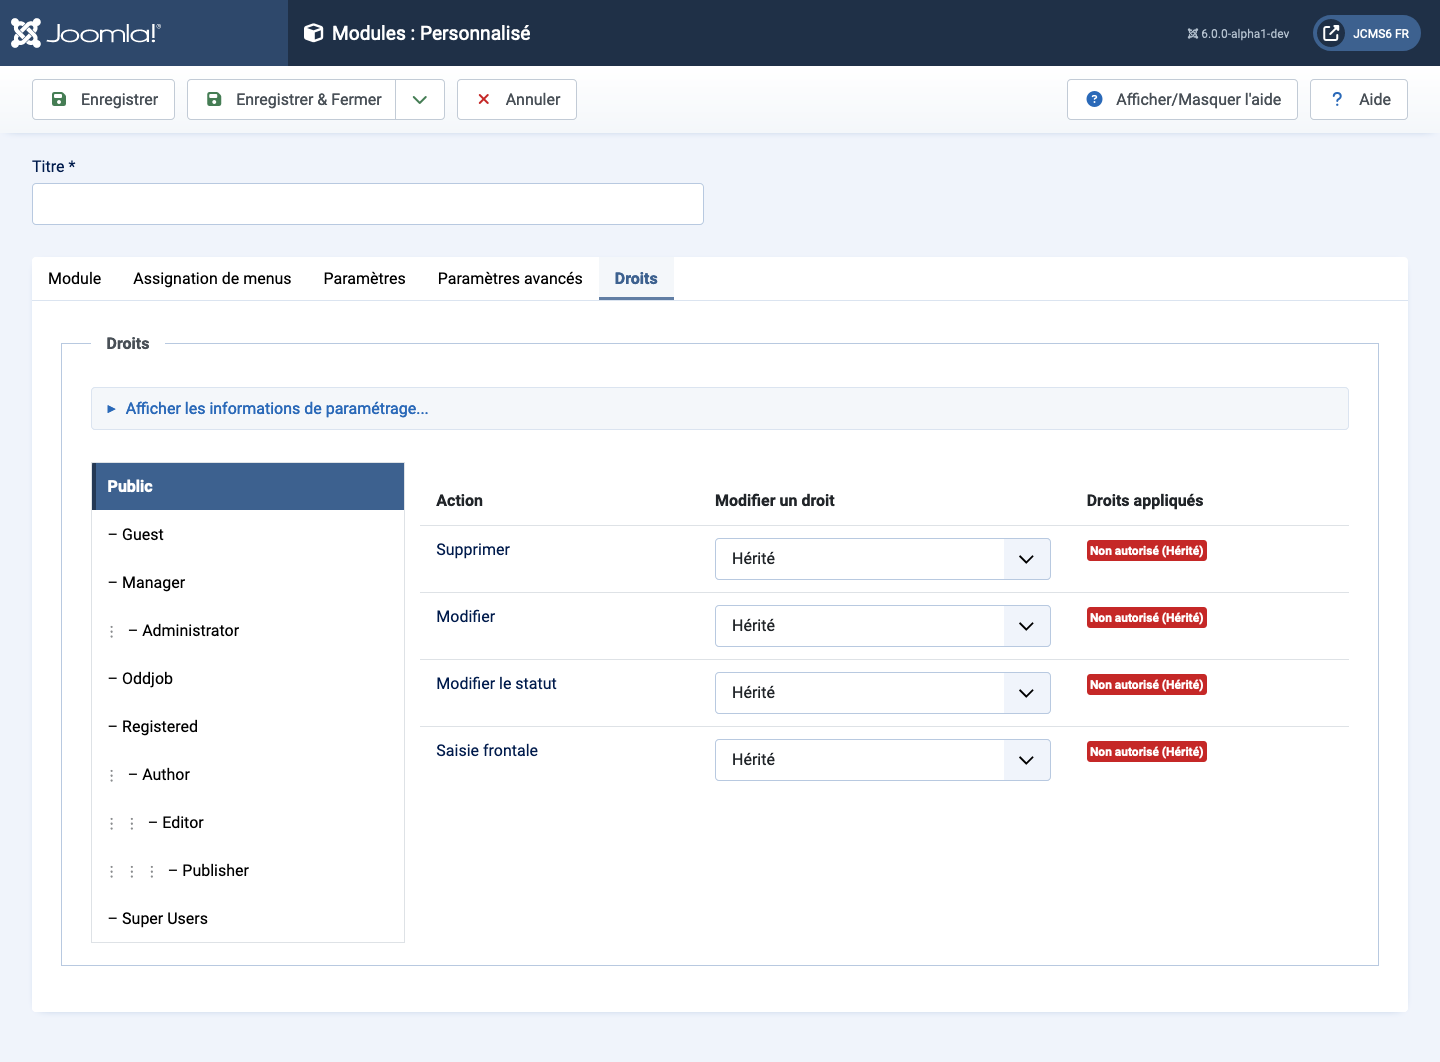 Joomla!®
Modules : Personnalisé
6.0.0-alpha1-dev
JCMS6 FR
Enregistrer
Enregistrer & Fermer
Annuler
Afficher/Masquer l'aide
? Aide
Titre *
Module
Assignation de menus
Paramètres
Paramètres avancés
Droits
Droits
Afficher les informations de paramétrage...
Public
– Guest
– Manager
– Administrator
– Oddjob
– Registered
– Author
– Editor
– Publisher
– Super Users
Action
Modifier un droit
Droits appliqués
Supprimer
Hérité
Non autorisé (Hérité)
Modifier
Hérité
Non autorisé (Hérité)
Modifier le statut
Hérité
Non autorisé (Hérité)
Saisie frontale
Hérité
Non autorisé (Hérité)